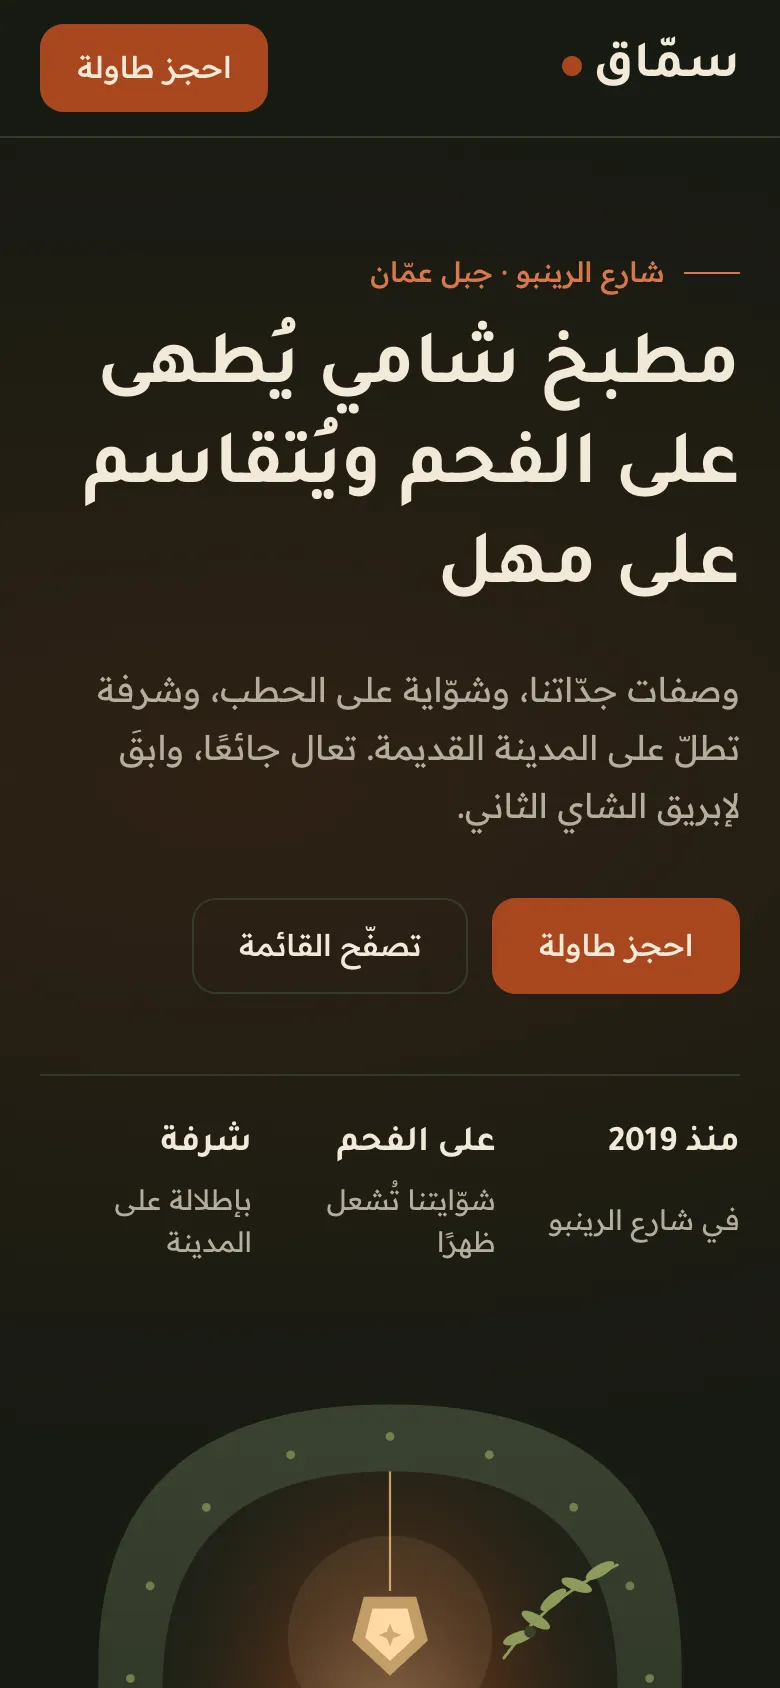 سمّاق
احجز طاولة
شارع الرينبو · جبل عمّان
مطبخ شامي يُطهى
على الفحم ويُتقاسم
على مهل
وصفات جدّاتنا، وشوّاية على الحطب، وشرفة
تطلّ على المدينة القديمة. تعال جائعًا، وابقَ
لإبريق الشاي الثاني.
احجز طاولة
تصفّح القائمة
منذ 2019
في شارع الرينبو
على الفحم
شوّايتنا تُشعل
ظهرًا
شرفة
بإطلالة على
المدينة